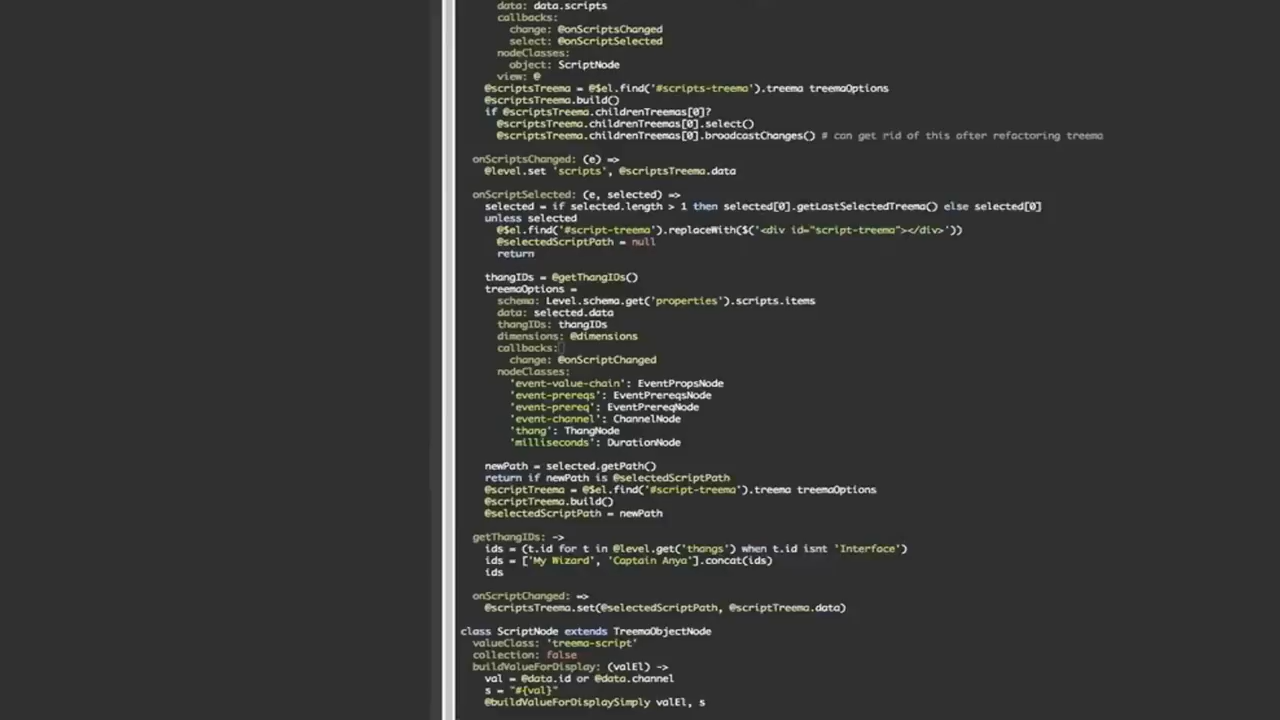 data: data.scripts
callbacks:
change: @onScriptsChanged
select: @onScriptSelected
nodeClasses:
object: ScriptNode
view: @
@scriptsTreema = @$el.find('#scripts-treema').treema treemaOptions
@scriptsTreema.build()
if @scriptsTreema.childrenTreemas[0]?
@scriptsTreema.childrenTreemas[0].select()
@scriptsTreema.childrenTreemas[0].broadcastChanges() # can get rid of this after refactoring treema
onScriptsChanged: (e) =>
@level.set 'scripts', @scriptsTreema.data
onScriptSelected: (e, selected) =>
selected = if selected.length > 1 then selected[0].getLastSelectedTreema() else selected[0]
unless selected
@$el.find('#script-treema').replaceWith($('<div id="script-treema"></div>'))
@selectedScriptPath = null
return
thangIDs = @getThangIDs()
treemaOptions =
schema: Level.schema.get('properties').scripts.items
data: selected.data
thangIDs: thangIDs
dimensions: @dimensions
callbacks:
change: @onScriptChanged
nodeClasses:
'event-value-chain': EventPropsNode
'event-prereqs': EventPrereqsNode
'event-prereq': EventPrereqNode
'event-channel': ChannelNode
'thang': ThangNode
'milliseconds': DurationNode
newPath = selected.getPath()
return if newPath is @selectedScriptPath
@scriptTreema = @$el.find('#script-treema').treema treemaOptions
@scriptTreema.build()
@selectedScriptPath = newPath
getThangIDs: ->
ids = (t.id for t in @level.get('thangs') when t.id isnt 'Interface')
ids = ['My Wizard', 'Captain Anya'].concat(ids)
ids
onScriptChanged: =>
@scriptsTreema.set(@selectedScriptPath, @scriptTreema.data)
class ScriptNode extends TreemaObjectNode
valueClass: 'treema-script'
collection: false
buildValueForDisplay: (valEl) ->
val = @data.id or @data.channel
s = "#{val}"
@buildValueForDisplaySimply valEl, s